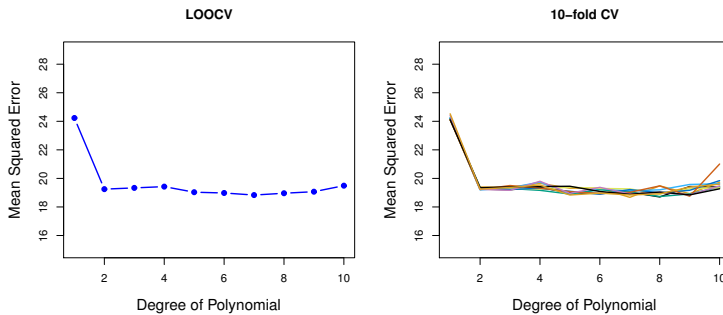 LOOCV
Mean Squared Error
28
26
24
22
20
18
16
2 4 6 8 10
Degree of Polynomial
10−fold CV
Mean Squared Error
28
26
24
22
20
18
16
2 4 6 8 10
Degree of Polynomial